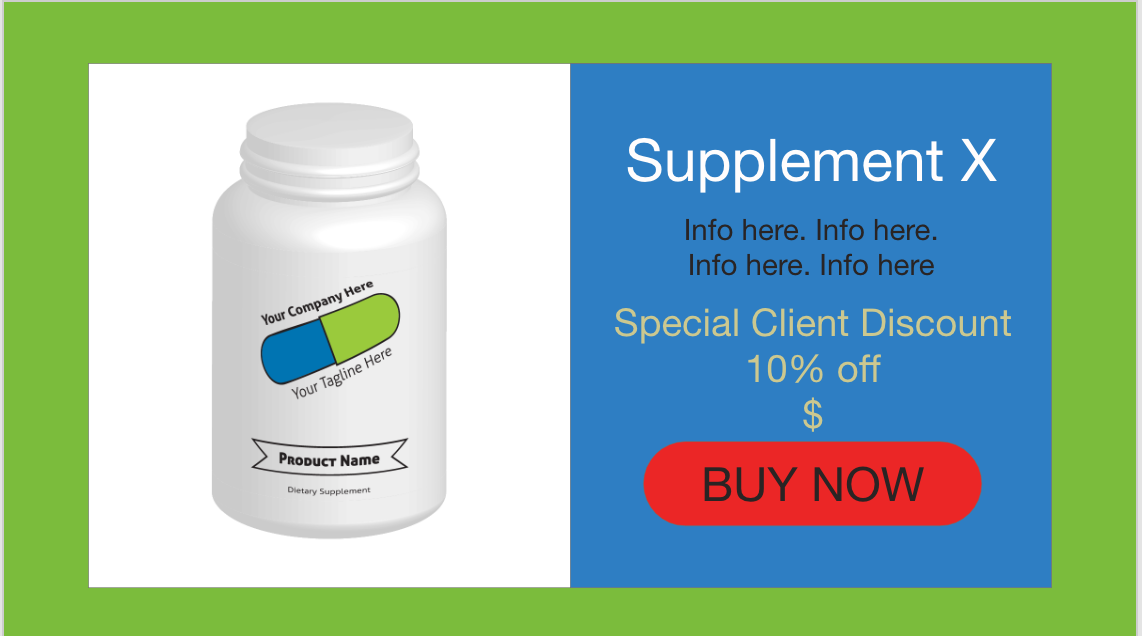 Your Company Here
Your Tagline Here
Product Name
Dietary Supplement
Supplement X
Info here. Info here.
Info here. Info here
Special Client Discount
10% off
$
BUY NOW